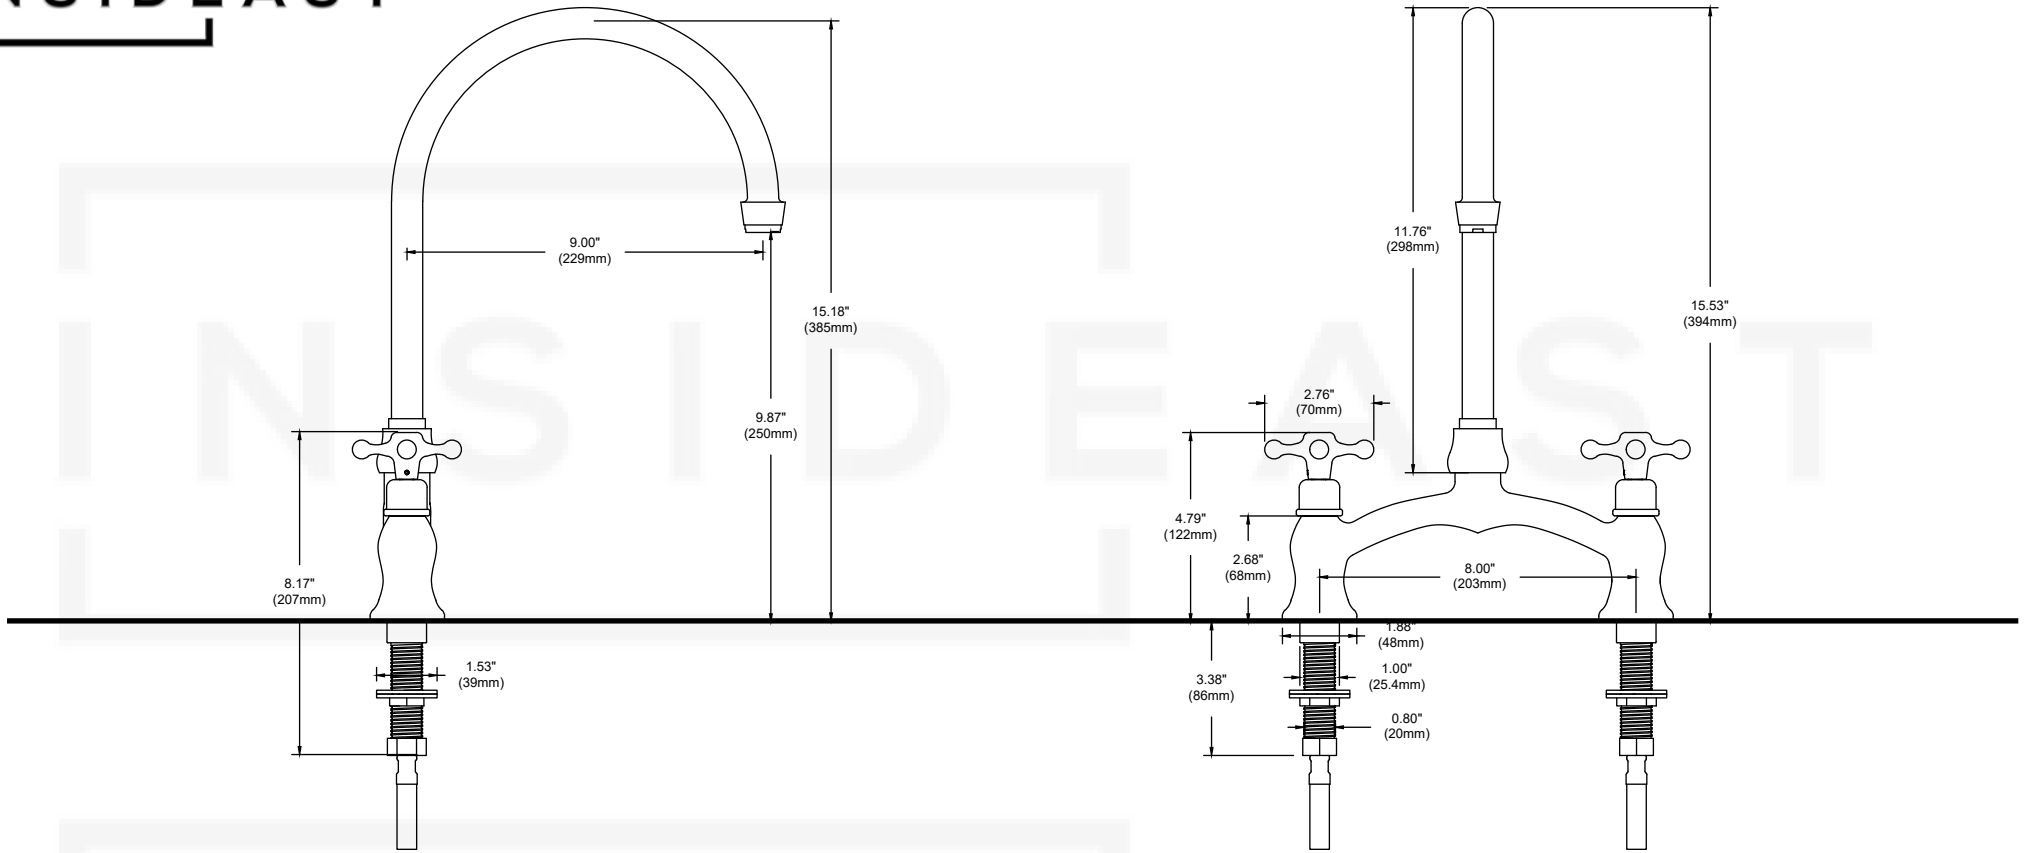 INSIDEAST
9.00"
(229mm)
15.18"
(385mm)
9.87"
(250mm)
8.17"
(207mm)
1.53"
(39mm)
11.76"
(298mm)
15.53"
(394mm)
2.76"
(70mm)
4.79"
(122mm)
2.68"
(68mm)
8.00"
(203mm)
1.88"
(48mm)
3.38"
(86mm)
1.00"
(25.4mm)
0.80"
(20mm)